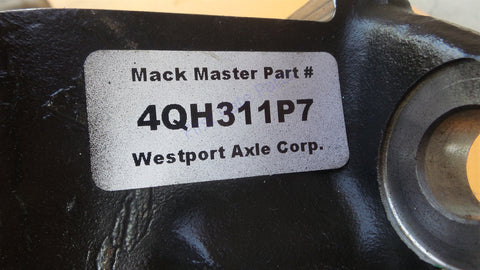 Mack Master Part #
4QH311P7
Westport Axle Corp.